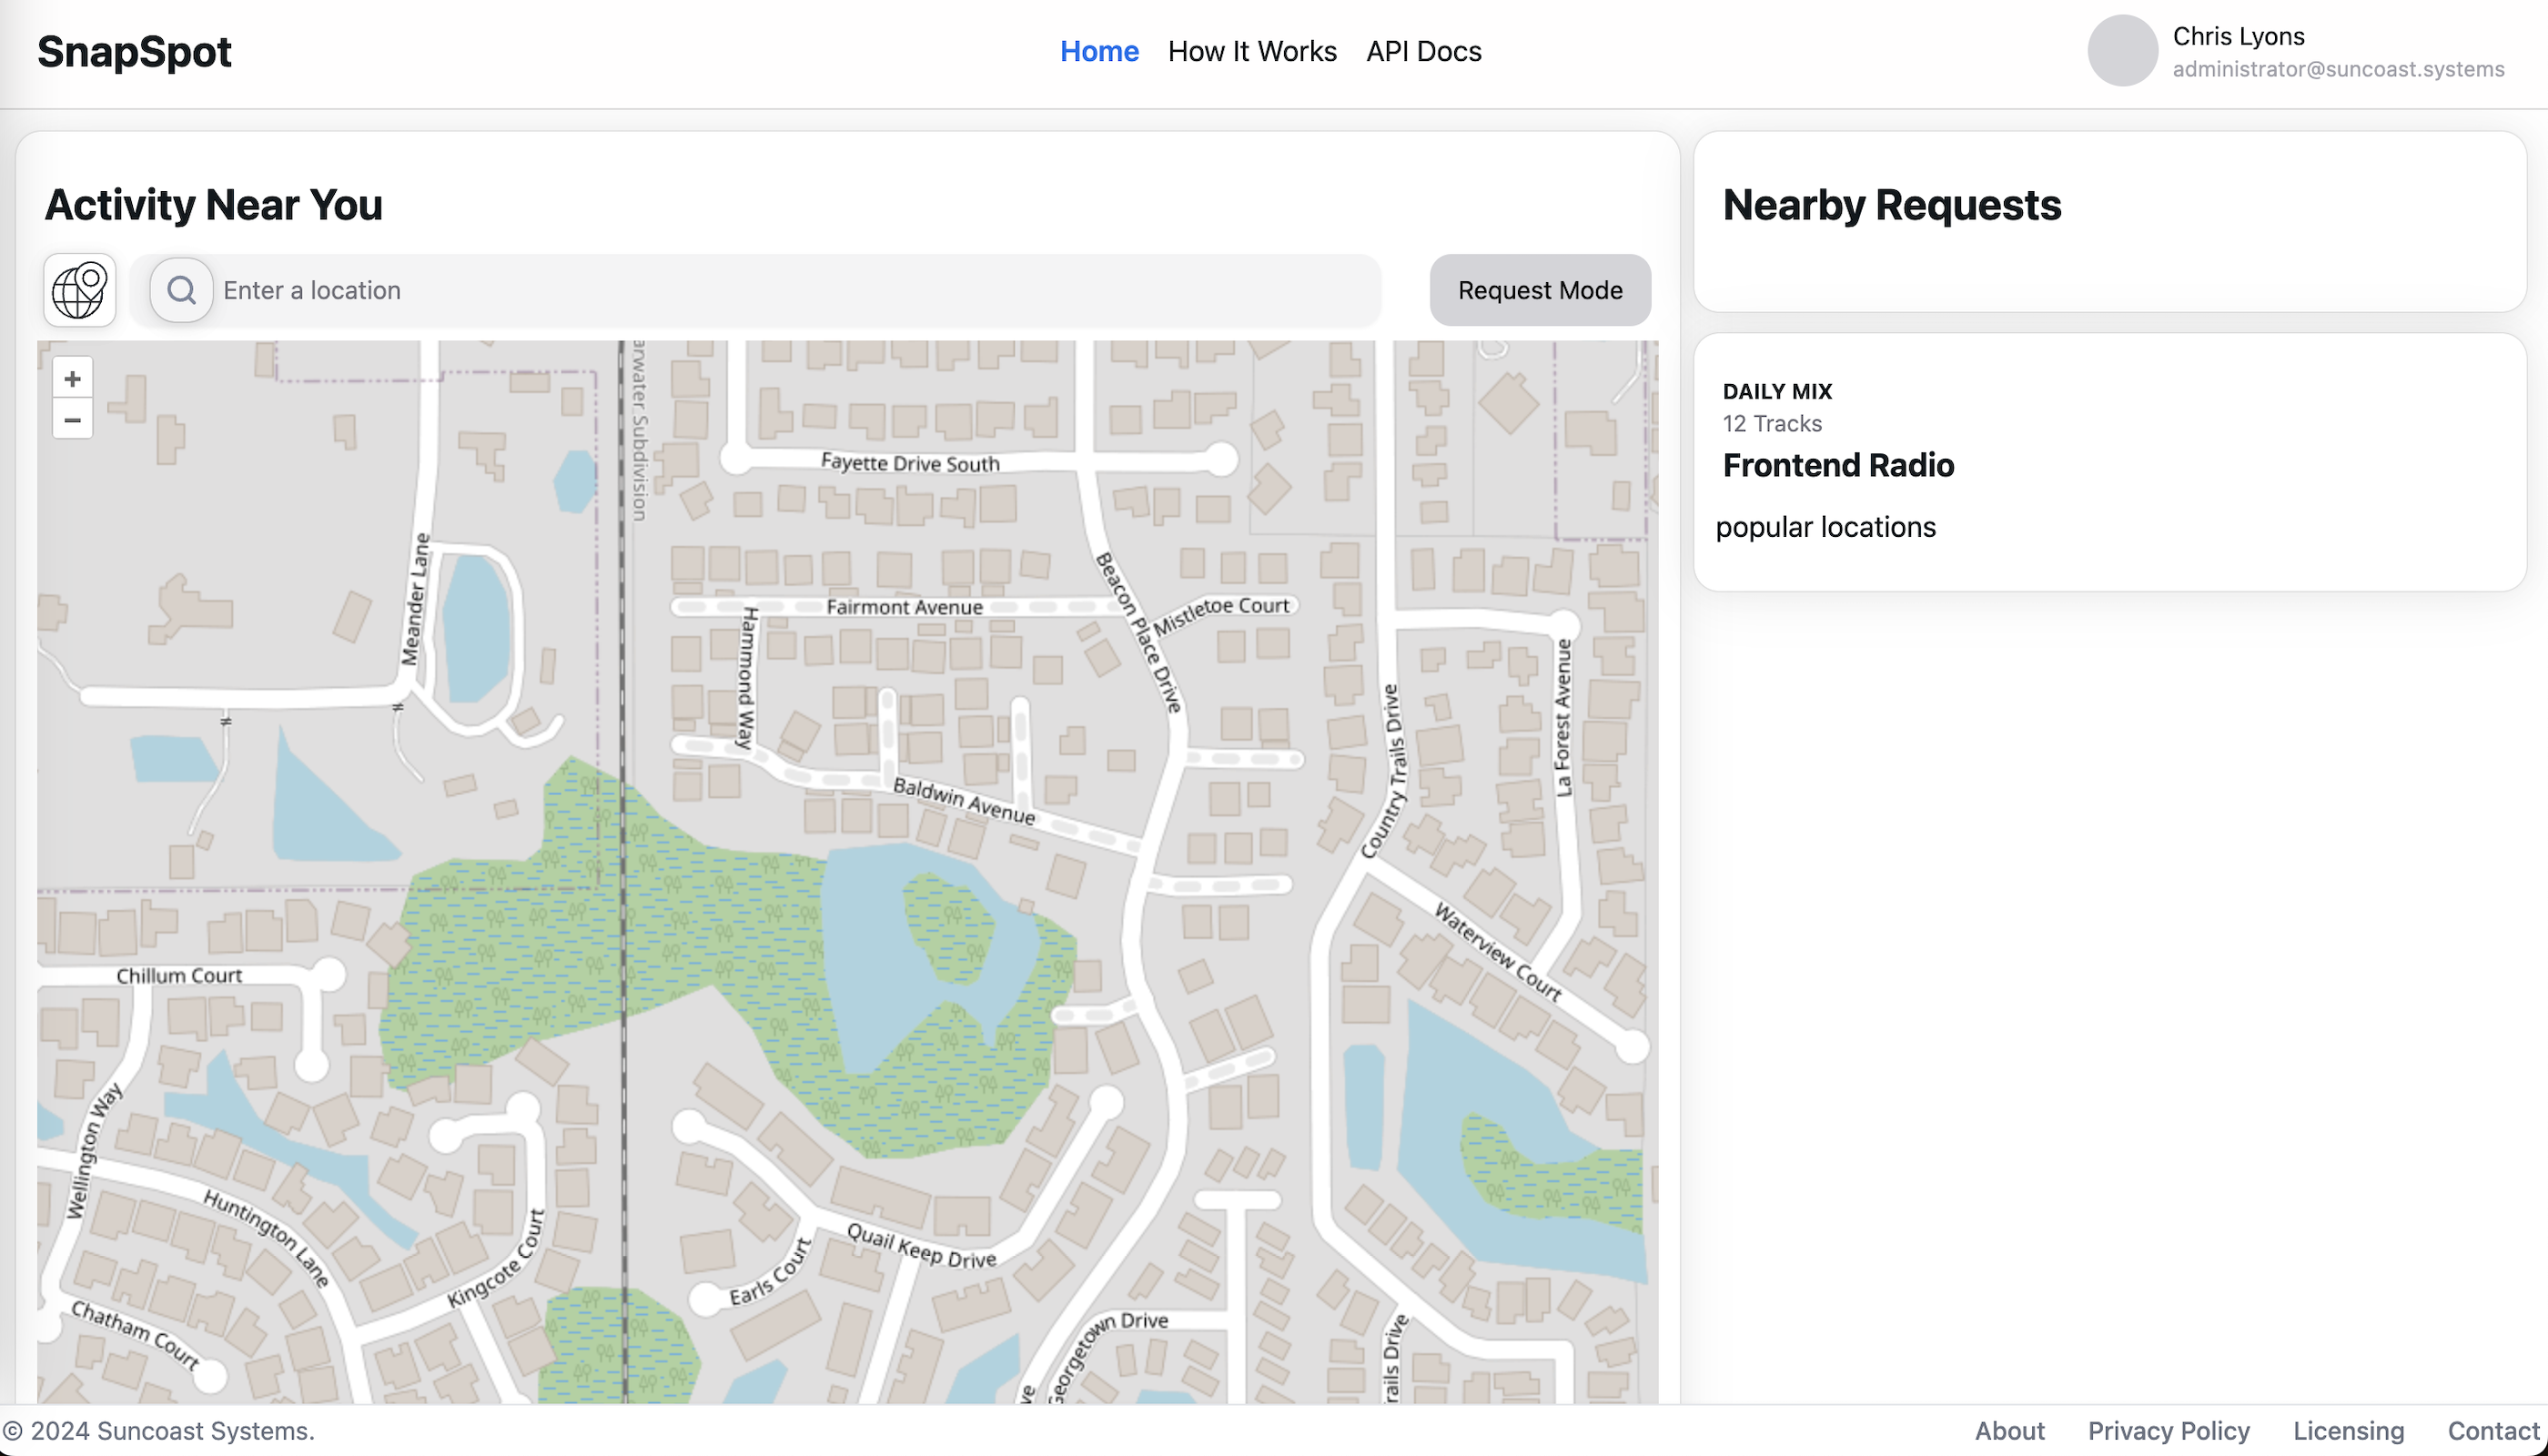 SnapSpot
Home
How It Works
API Docs
Chris Lyons
administrator@suncoast.systems
Activity Near You
Enter a location
Request Mode
Nearby Requests
DAILY MIX
12 Tracks
Frontend Radio
popular locations
+
−
arwater Subdivision
Fayette Drive South
Meander Lane
Beacon Place Drive
Fairmont Avenue
Mistletoe Court
Hammond Way
Country Trails Drive
La Forest Avenue
Baldwin Avenue
Waterview Court
Chillum Court
Wellington Way
Huntington Lane
Kingcote Court
Quail Keep Drive
Earls Court
Chatham Court
Georgetown Drive
rails Drive
ve
© 2024 Suncoast Systems.
About
Privacy Policy
Licensing
Contact